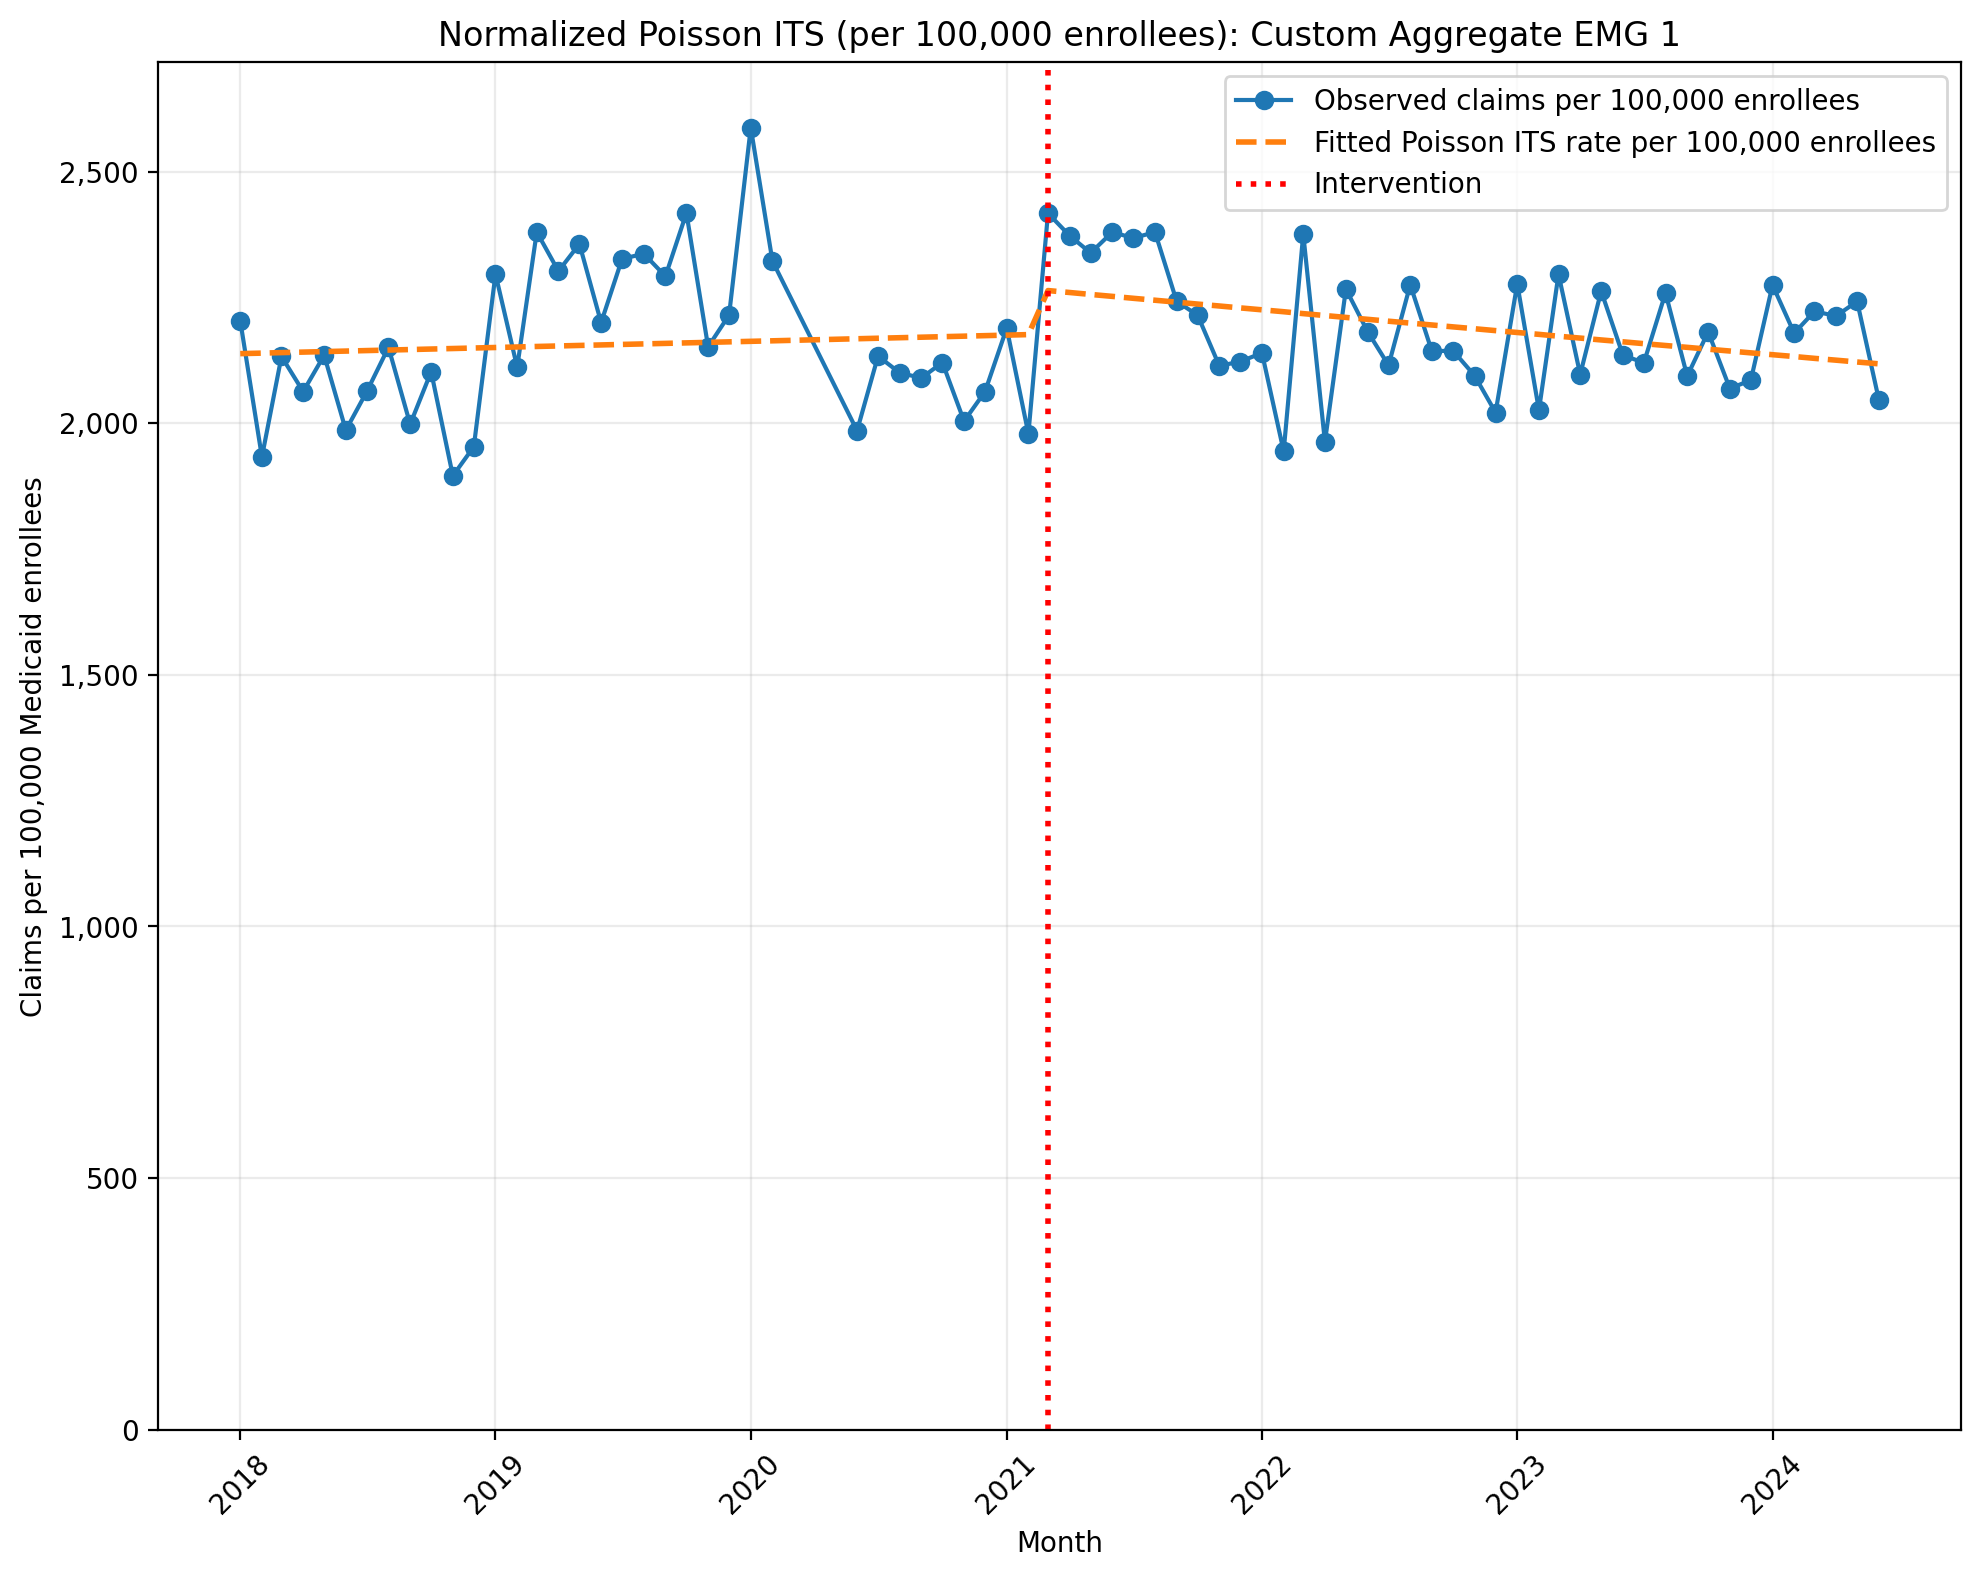 Normalized Poisson ITS (per 100,000 enrollees): Custom Aggregate EMG 1
Observed claims per 100,000 enrollees
Fitted Poisson ITS rate per 100,000 enrollees
Intervention
Claims per 100,000 Medicaid enrollees
2,500
2,000
1,500
1,000
500
0
2018
2019
2020
2021
2022
2023
2024
Month